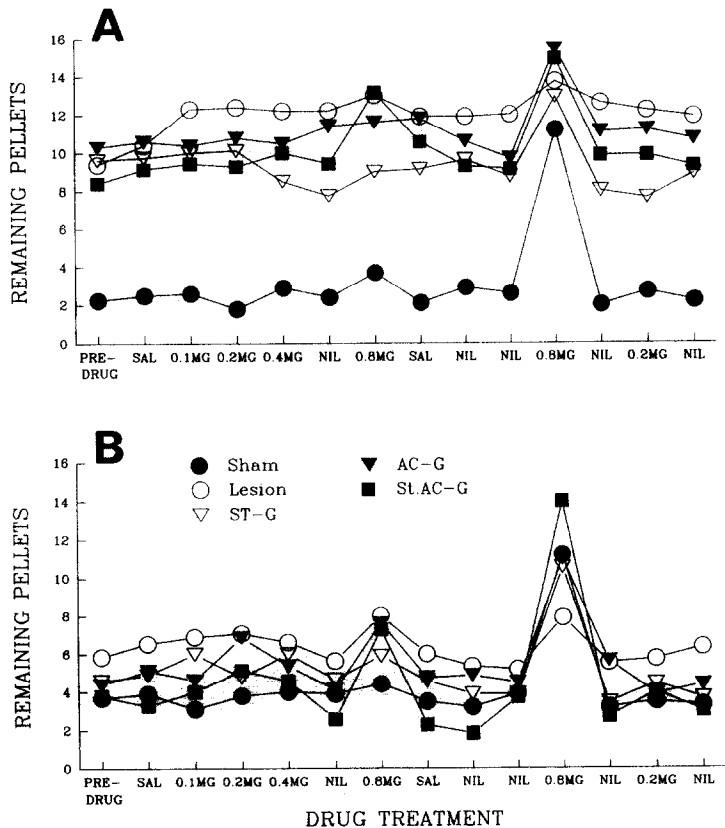 A
REMAINING PELLETS
16
14
12
10
8
6
4
2
0
PRE-DRUG SAL 0.1MG 0.2MG 0.4MG NIL 0.8MG SAL NIL NIL 0.8MG NIL 0.2MG NIL
B
Sham
Lesion
ST-G
AC-G
St.AC-G
REMAINING PELLETS
16
14
12
10
8
6
4
2
0
PRE-DRUG SAL 0.1MG 0.2MG 0.4MG NIL 0.8MG SAL NIL NIL 0.8MG NIL 0.2MG NIL
DRUG TREATMENT